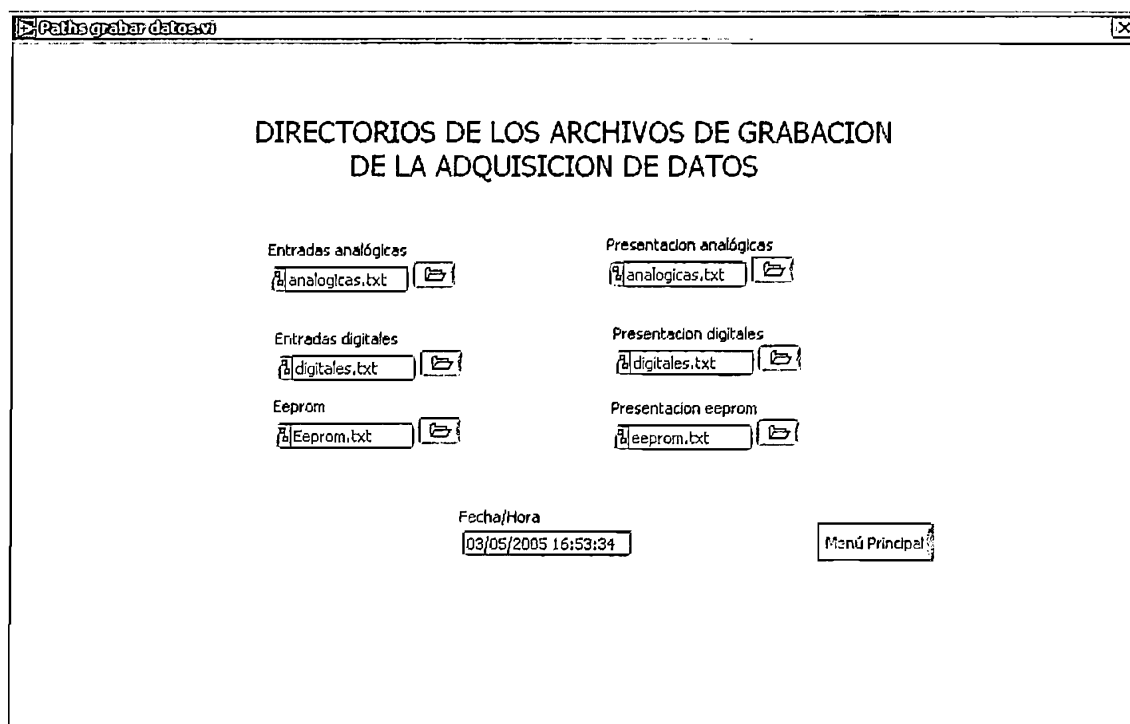 Paths grabar datos.vi
DIRECTORIOS DE LOS ARCHIVOS DE GRABACION
DE LA ADQUISICION DE DATOS
Entradas analógicas
analogicas.txt
Presentacion analógicas
analogicas.txt
Entradas digitales
digitales.txt
Presentacion digitales
digitales.txt
Eeprom
Eeprom.txt
Presentacion eeprom
eeprom.txt
Fecha/Hora
03/05/2005 16:53:34
Menú Principal